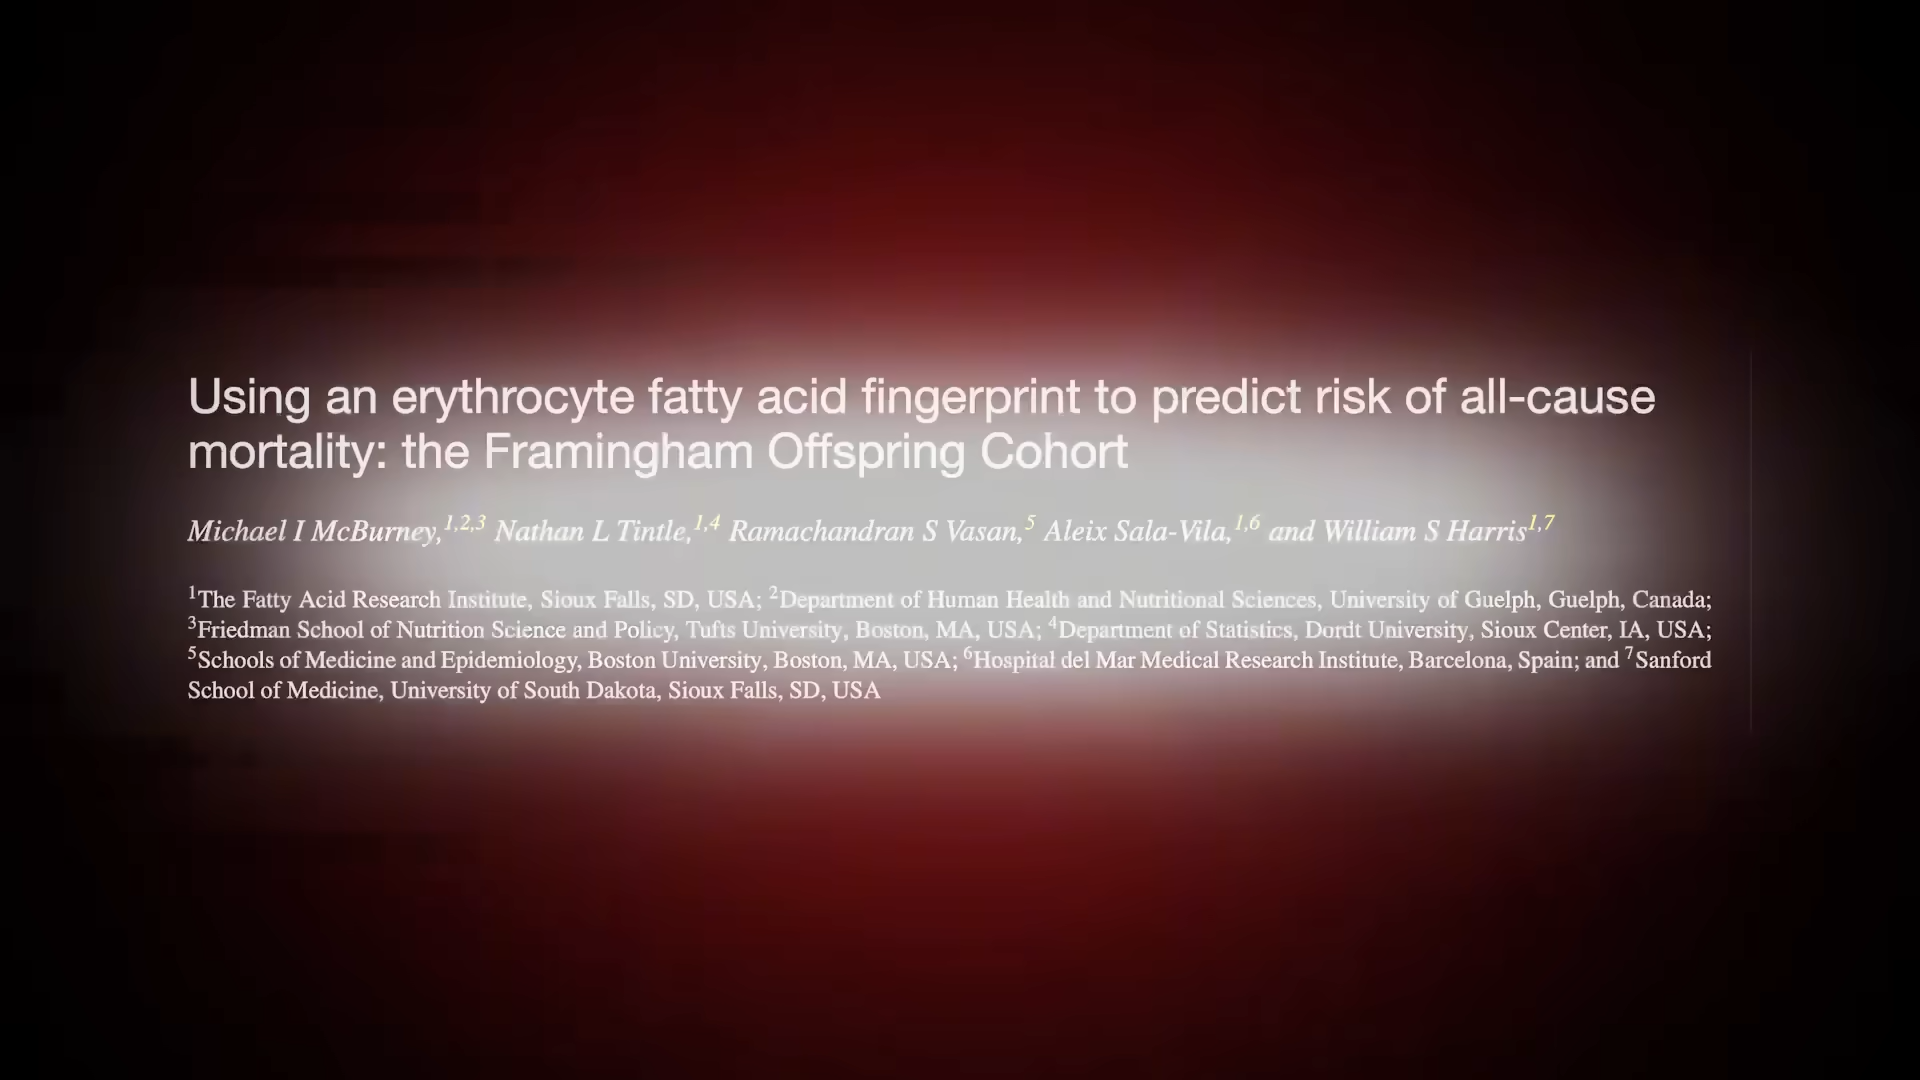 Using an erythrocyte fatty acid fingerprint to predict risk of all-cause
mortality: the Framingham Offspring Cohort
Michael I McBurney,1,2,3 Nathan L Tintle,1,4 Ramachandran S Vasan,5 Aleix Sala-Vila,1,6 and William S Harris1,7
1The Fatty Acid Research Institute, Sioux Falls, SD, USA; 2Department of Human Health and Nutritional Sciences, University of Guelph, Guelph, Canada;
3Friedman School of Nutrition Science and Policy, Tufts University, Boston, MA, USA; 4Department of Statistics, Dordt University, Sioux Center, IA, USA;
5Schools of Medicine and Epidemiology, Boston University, Boston, MA, USA; 6Hospital del Mar Medical Research Institute, Barcelona, Spain; and 7Sanford
School of Medicine, University of South Dakota, Sioux Falls, SD, USA